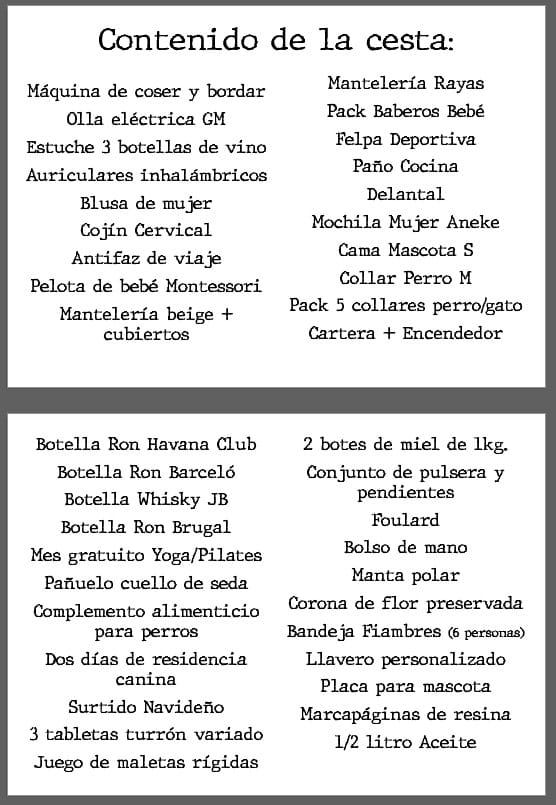 Contenido de la cesta:
Máquina de coser y bordar
Olla eléctrica GM
Estuche 3 botellas de vino
Auriculares inhalámbricos
Blusa de mujer
Cojín Cervical
Antifaz de viaje
Pelota de bebé Montessori
Mantelería beige +
cubiertos
Mantelería Rayas
Pack Baberos Bebé
Felpa Deportiva
Paño Cocina
Delantal
Mochila Mujer Aneke
Cama Mascota S
Collar Perro M
Pack 5 collares perro/gato
Cartera + Encendedor
Botella Ron Havana Club
Botella Ron Barceló
Botella Whisky JB
Botella Ron Brugal
Mes gratuito Yoga/Pilates
Pañuelo cuello de seda
Complemento alimenticio
para perros
Dos días de residencia
canina
Surtido Navideño
3 tabletas turrón variado
Juego de maletas rígidas
2 botes de miel de 1kg.
Conjunto de pulsera y
pendientes
Foulard
Bolso de mano
Manta polar
Corona de flor preservada
Bandeja Fiambres (6 personas)
Llavero personalizado
Placa para mascota
Marcapáginas de resina
1/2 litro Aceite